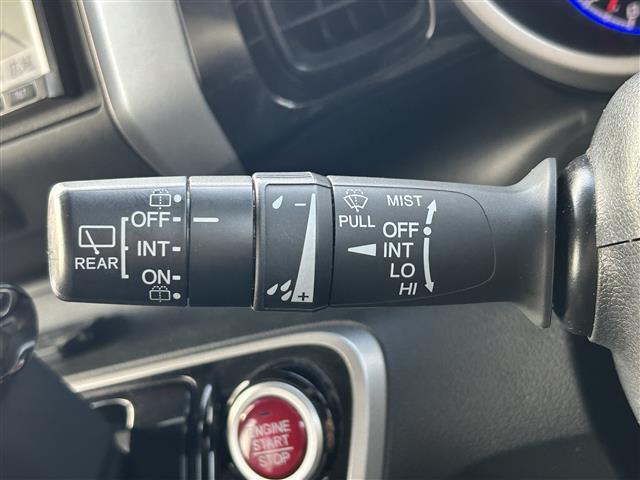 REAR
OFF
INT
ON
−
+
PULL
MIST
OFF
INT
LO
HI
ENGINE
START
STOP